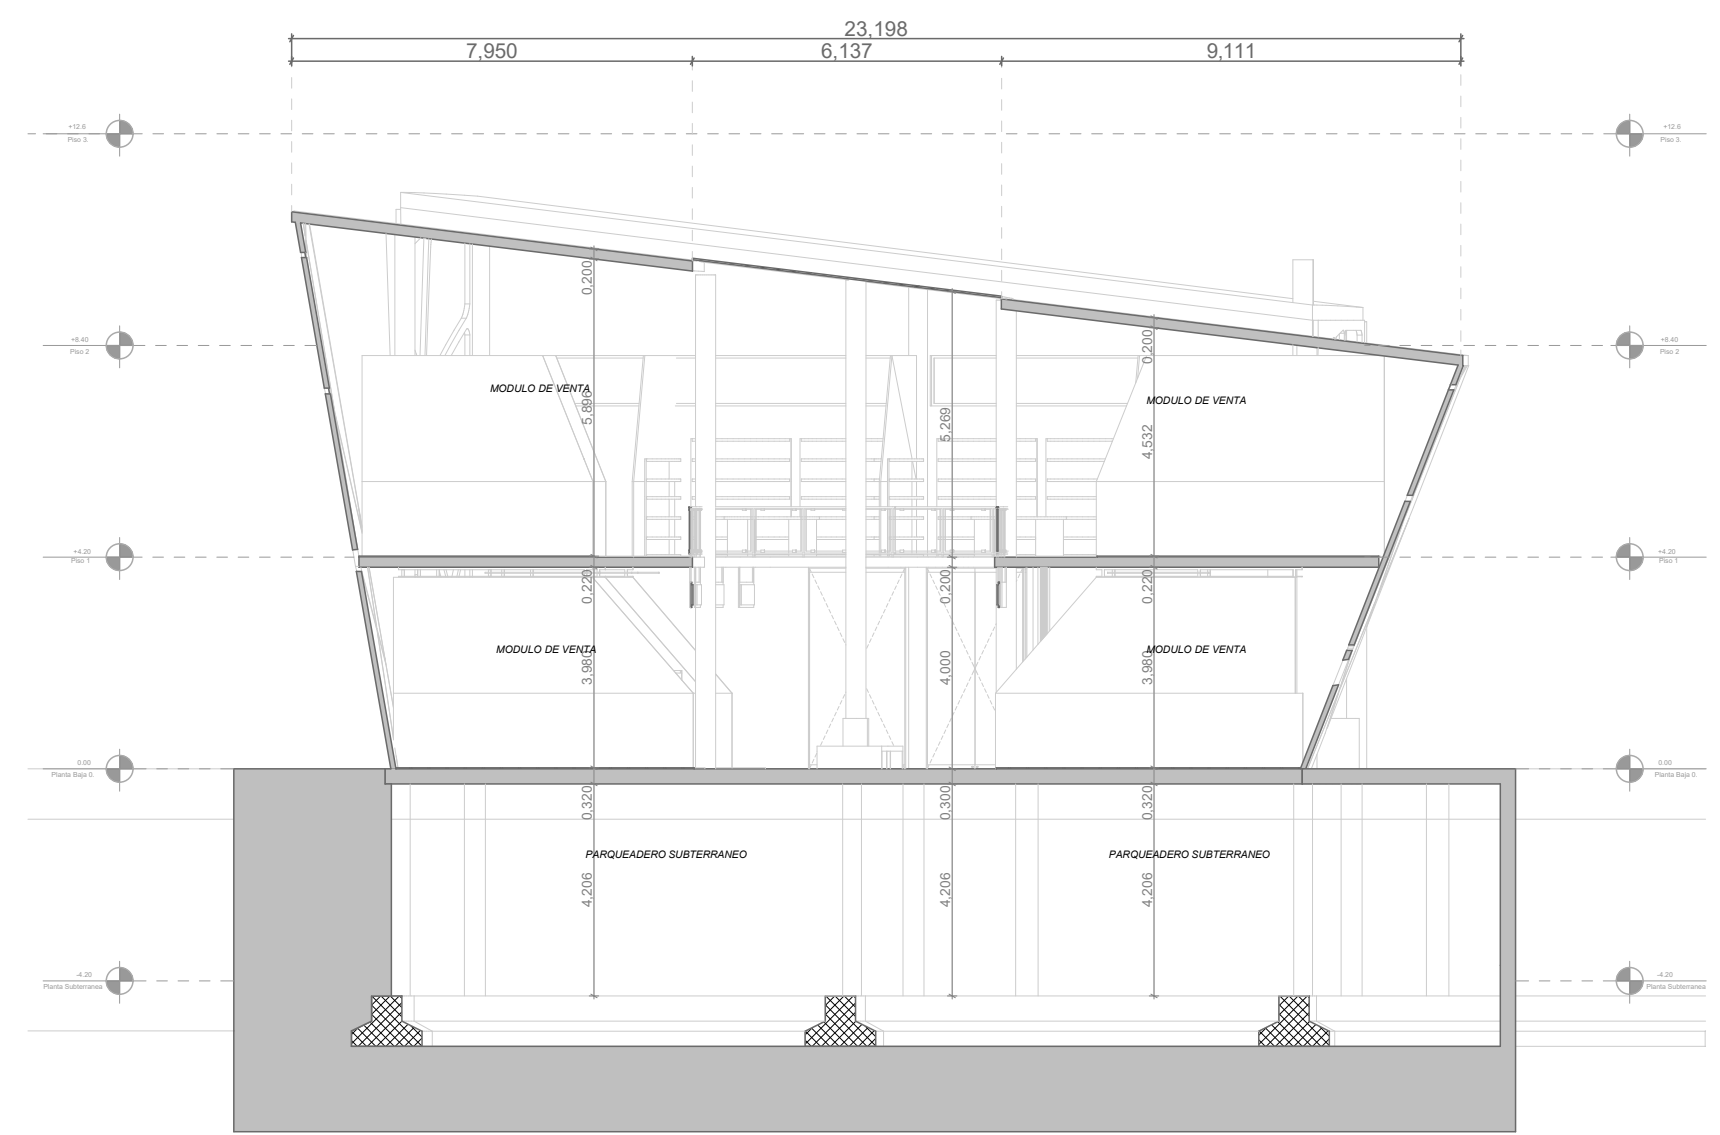 23,198
7,950
6,137
9,111
+12.6
Piso 3.
+12.6
Piso 3.
0,200
0,200
+8.40
Piso 2
+8.40
Piso 2
MODULO DE VENTA
MODULO DE VENTA
5,896
5,269
4,532
+4.20
Piso 1
+4.20
Piso 1
0,220
0,200
0,220
MODULO DE VENTA
MODULO DE VENTA
3,980
4,000
3,980
0.00
Planta Baja 0.
0.00
Planta Baja 0.
0,320
0,300
0,320
PARQUEADERO SUBTERRANEO
PARQUEADERO SUBTERRANEO
4,206
4,206
4,206
-4.20
Planta Subterranea
-4.20
Planta Subterranea